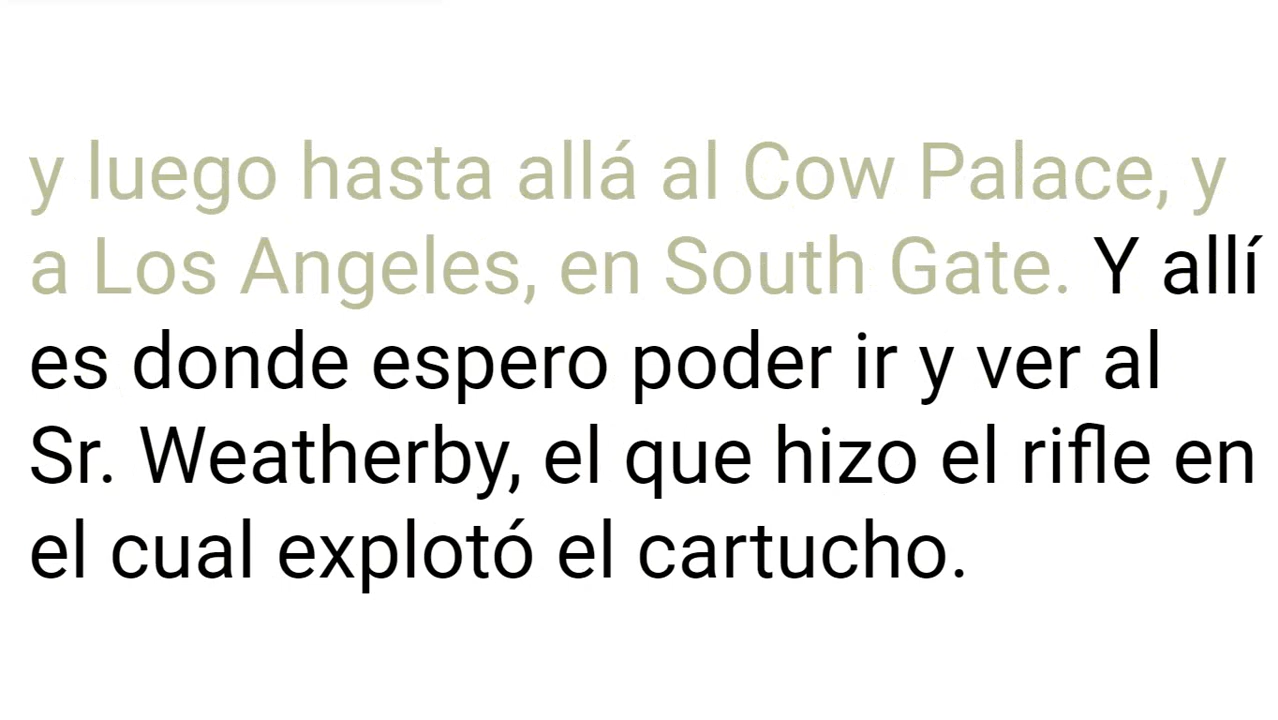 y luego hasta allá al Cow Palace, y
a Los Angeles, en South Gate. Y allí
es donde espero poder ir y ver al
Sr. Weatherby, el que hizo el rifle en
el cual explotó el cartucho.